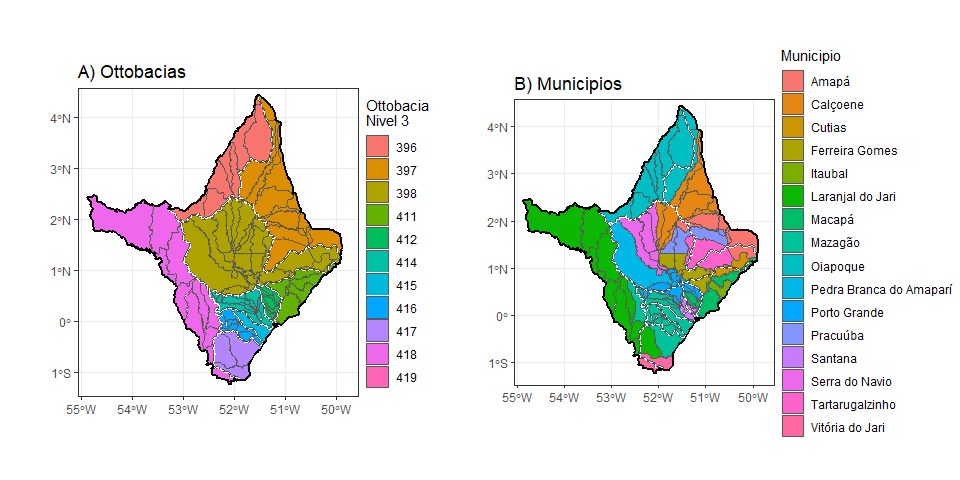 A) Ottobacias
4°N
3°N
2°N
1°N
0°
1°S
55°W
54°W
53°W
52°W
51°W
50°W
Ottobacia
Nivel 3
396
397
398
411
412
414
415
416
417
418
419
B) Municipios
4°N
3°N
2°N
1°N
0°
1°S
55°W
54°W
53°W
52°W
51°W
50°W
Municipio
Amapá
Calçoene
Cutias
Ferreira Gomes
Itaubal
Laranjal do Jari
Macapá
Mazagão
Oiapoque
Pedra Branca do Amaparí
Porto Grande
Pracuúba
Santana
Serra do Navio
Tartarugalzinho
Vitória do Jari